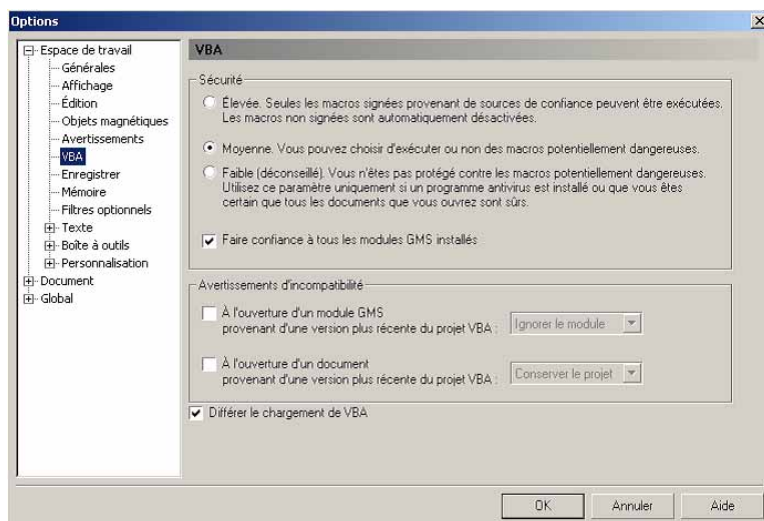 Options
Espace de travail
Générales
Affichage
Édition
Objets magnétiques
Avertissements
VBA
Enregistrer
Mémoire
Filtres optionnels
Texte
Boîte à outils
Personnalisation
Document
Global
VBA
Sécurité
Élevée. Seules les macros signées provenant de sources de confiance peuvent être exécutées.
Les macros non signées sont automatiquement désactivées.
Moyenne. Vous pouvez choisir d'exécuter ou non des macros potentiellement dangereuses.
Faible (déconseillé). Vous n'êtes pas protégé contre les macros potentiellement dangereuses.
Utilisez ce paramètre uniquement si un programme antivirus est installé ou que vous êtes
certain que tous les documents que vous ouvrez sont sûrs.
Faire confiance à tous les modules GMS installés
Avertissements d'incompatibilité
À l'ouverture d'un module GMS
provenant d'une version plus récente du projet VBA : Ignorer le module
À l'ouverture d'un document
provenant d'une version plus récente du projet VBA : Conserver le projet
Différer le chargement de VBA
OK Annuler Aide